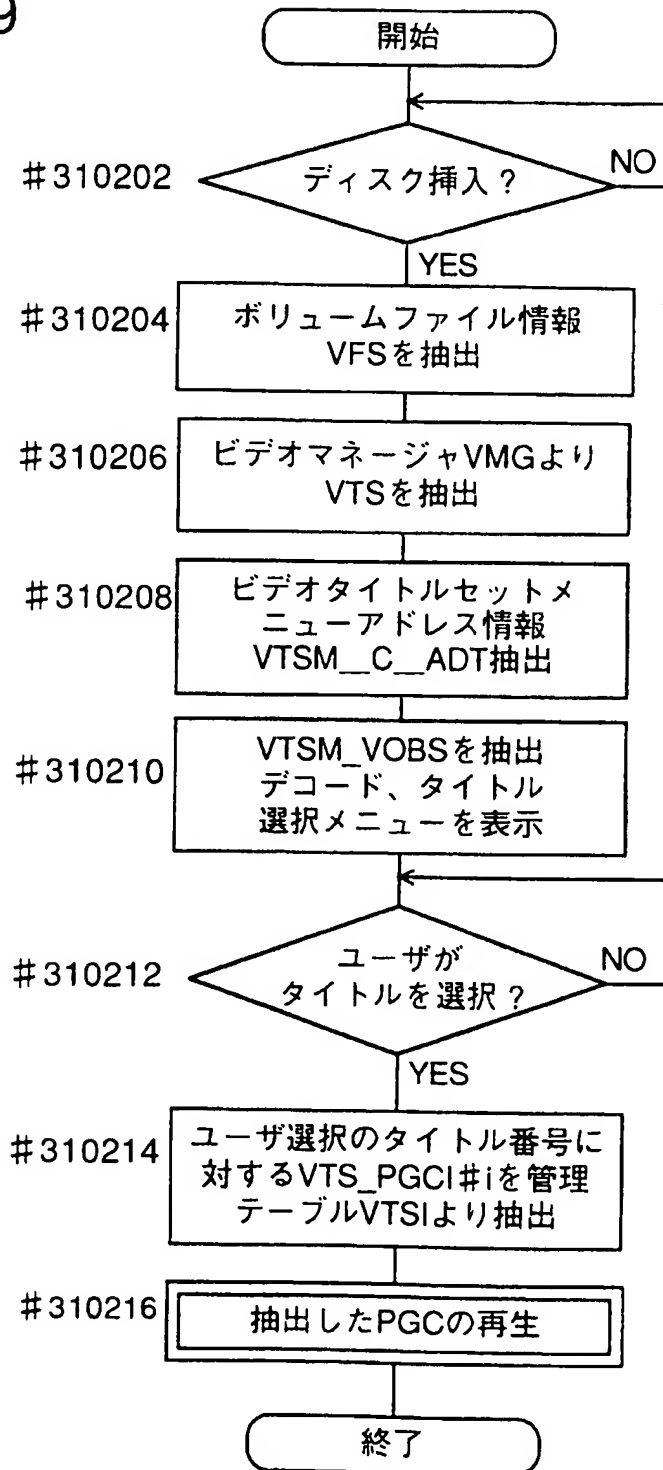 9
開始
#310202
ディスク挿入？
NO
YES
#310204
ボリュームファイル情報
VFSを抽出
#310206
ビデオマネージャVMGより
VTSを抽出
#310208
ビデオタイトルセットメ
ニューアドレス情報
VTSM__C__ADT抽出
#310210
VTSM_VOBSを抽出
デコード、タイトル
選択メニューを表示
#310212
ユーザが
タイトルを選択？
NO
YES
#310214
ユーザ選択のタイトル番号に
対するVTS_PGCI#iを管理
テーブルVTSIより抽出
#310216
抽出したPGCの再生
終了